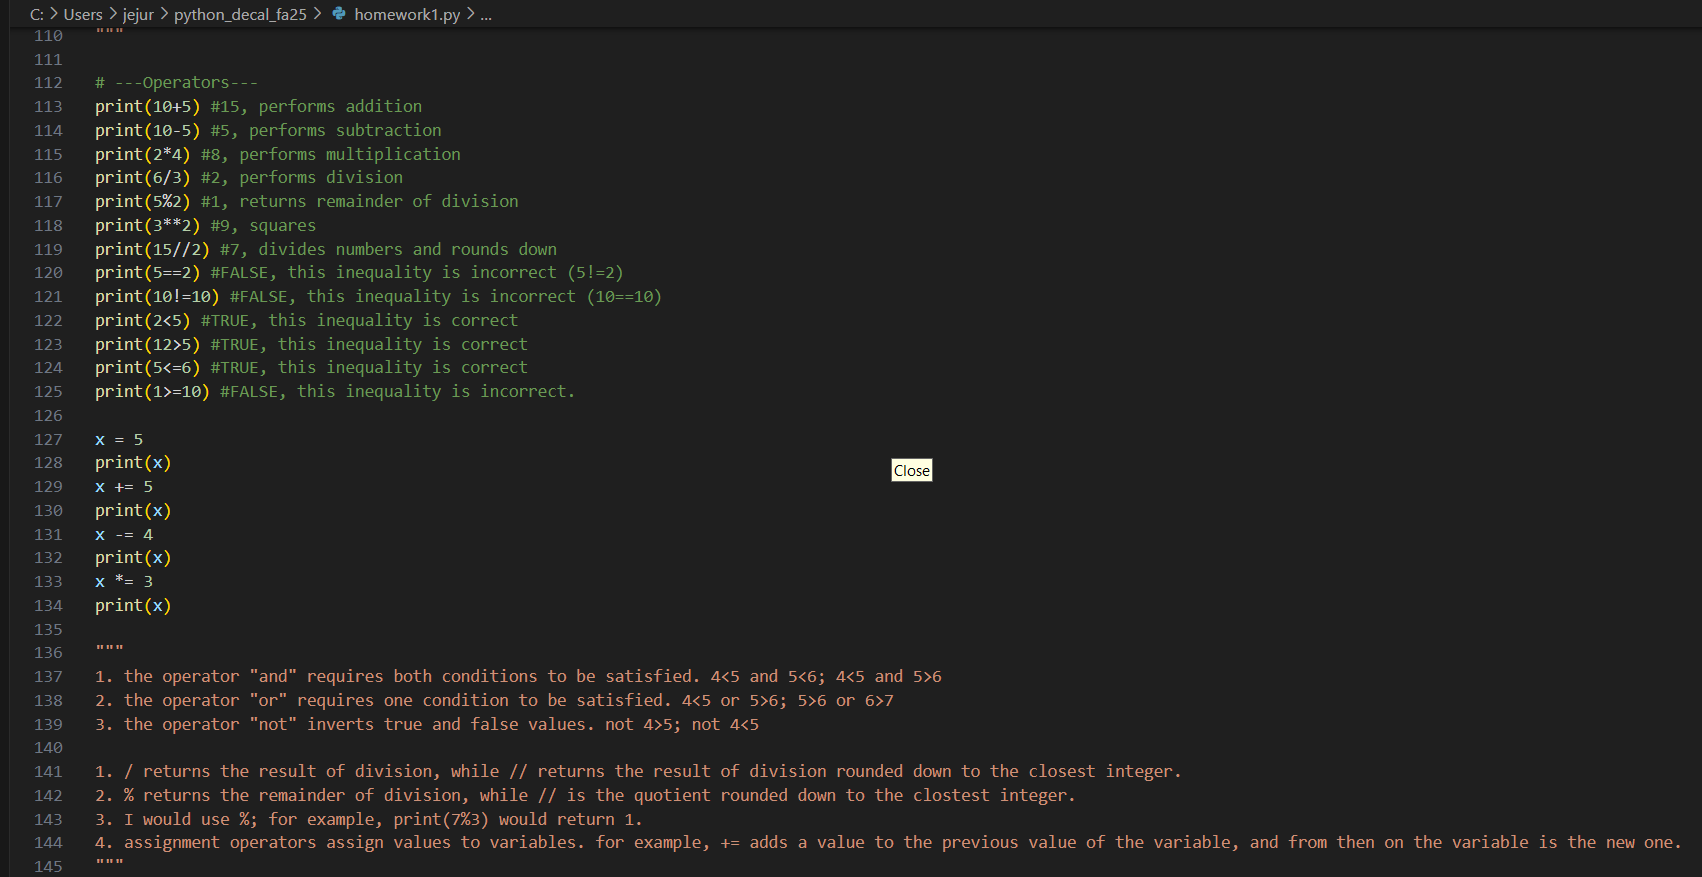 C: > Users > jejur > python_decal_fa25 > homework1.py > ...
110 """
111
112 # ---Operators---
113 print(10+5) #15, performs addition
114 print(10-5) #5, performs subtraction
115 print(2*4) #8, performs multiplication
116 print(6/3) #2, performs division
117 print(5%2) #1, returns remainder of division
118 print(3**2) #9, squares
119 print(15//2) #7, divides numbers and rounds down
120 print(5==2) #FALSE, this inequality is incorrect (5!=2)
121 print(10!=10) #FALSE, this inequality is incorrect (10==10)
122 print(2<5) #TRUE, this inequality is correct
123 print(12>5) #TRUE, this inequality is correct
124 print(5<=6) #TRUE, this inequality is correct
125 print(1>=10) #FALSE, this inequality is incorrect.
126
127 x = 5
128 print(x)
Close
129 x += 5
130 print(x)
131 x -= 4
132 print(x)
133 x *= 3
134 print(x)
135
136 """
137 1. the operator "and" requires both conditions to be satisfied. 4<5 and 5<6; 4<5 and 5>6
138 2. the operator "or" requires one condition to be satisfied. 4<5 or 5>6; 5>6 or 6>7
139 3. the operator "not" inverts true and false values. not 4>5; not 4<5
140
141 1. / returns the result of division, while // returns the result of division rounded down to the closest integer.
142 2. % returns the remainder of division, while // is the quotient rounded down to the clostest integer.
143 3. I would use %; for example, print(7%3) would return 1.
144 4. assignment operators assign values to variables. for example, += adds a value to the previous value of the variable, and from then on the variable is the new one.
145 """